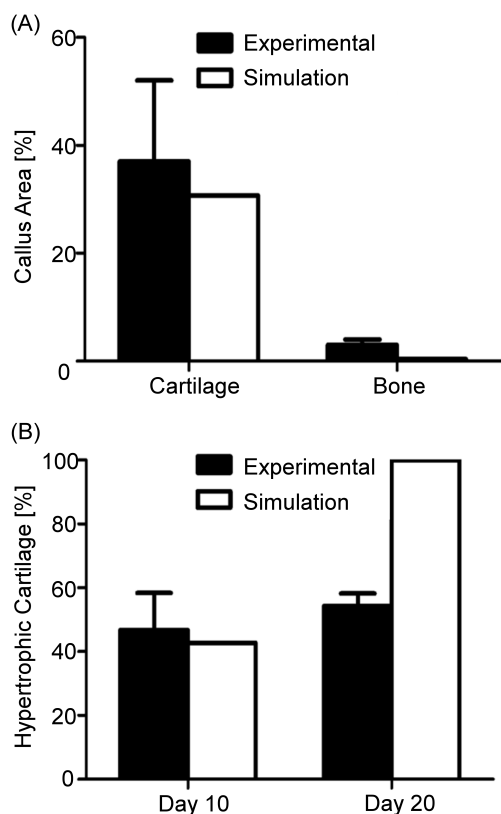 (A)
60
40
20
0
Callus Area [%]
Experimental
Simulation
Cartilage
Bone
(B)
100
80
60
40
20
0
Hypertrophic Cartilage [%]
Experimental
Simulation
Day 10
Day 20